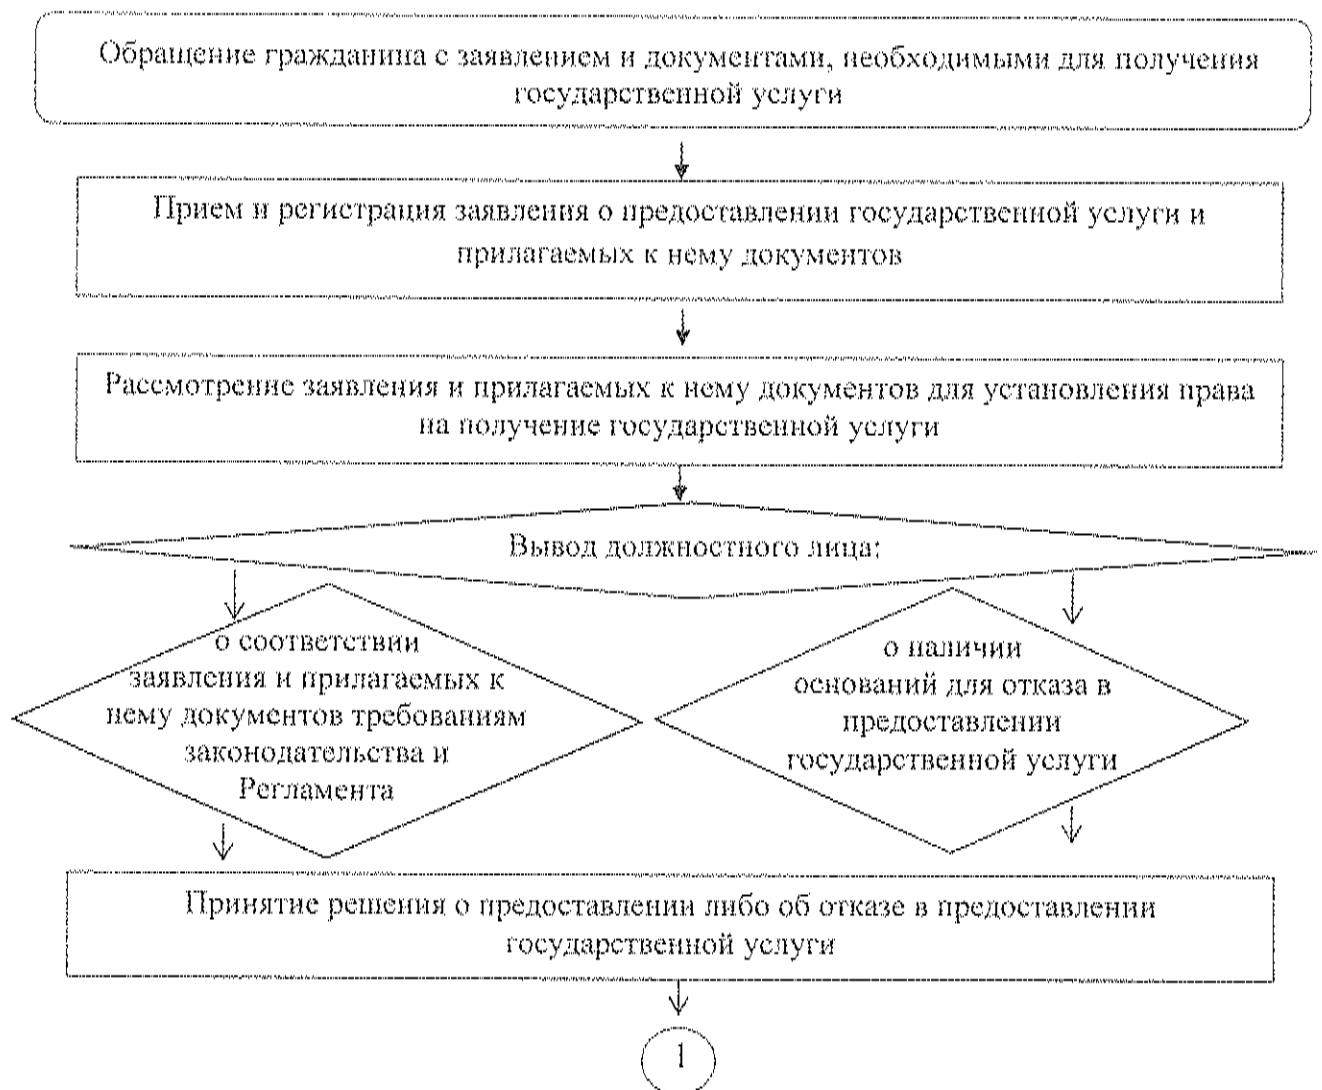 Обращение гражданина с заявлением и документами, необходимыми для получения
государственной услуги
Прием и регистрация заявления о предоставлении государственной услуги и
прилагаемых к нему документов
Рассмотрение заявления и прилагаемых к нему документов для установления права
на получение государственной услуги
Вывод должностного лица:
о соответствии
заявления и прилагаемых к
нему документов требованиям
законодательства и
Регламента
о наличии
оснований для отказа в
предоставлении
государственной услуги
Принятие решения о предоставлении либо об отказе в предоставлении
государственной услуги
1